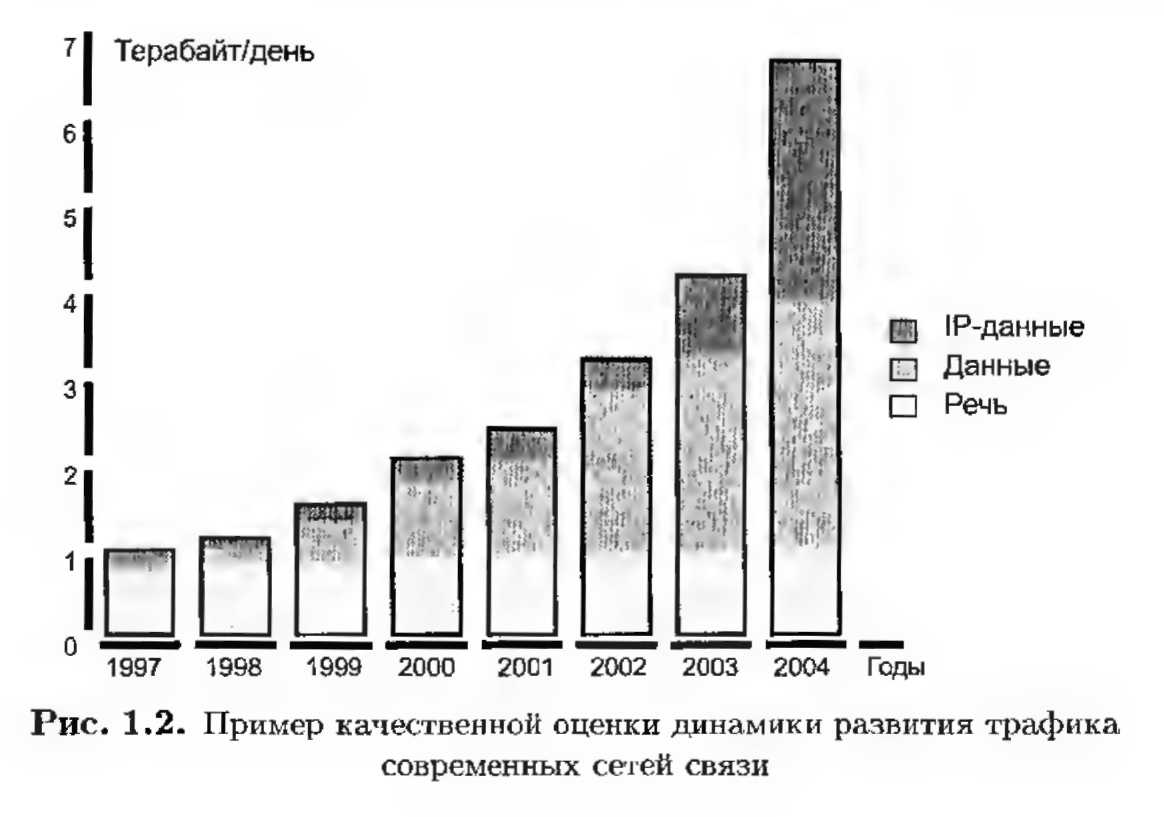 7 Терабайт/день
6
5
4
3
2
1
0
1997 1998 1999 2000 2001 2002 2003 2004 Годы
IP-данные
Данные
Речь
Рис. 1.2. Пример качественной оценки динамики развития трафика
современных сетей связи